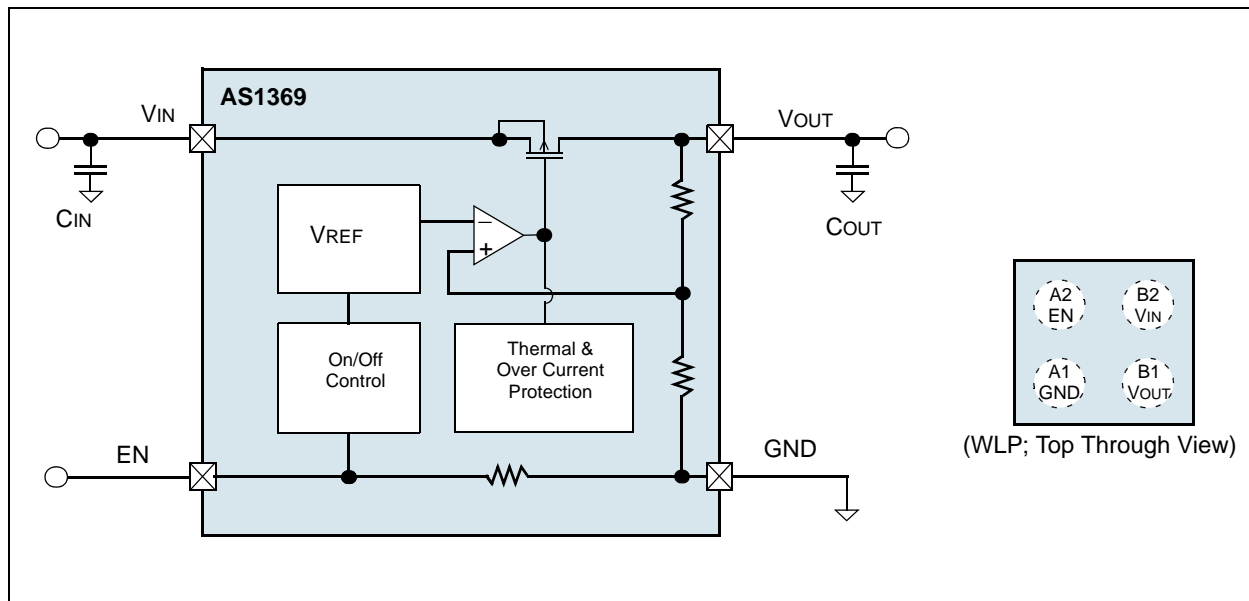 AS1369
VIN
VOUT
CIN
COUT
VREF
−
+
On/Off
Control
Thermal &
Over Current
Protection
EN
GND
A2
EN
B2
VIN
A1
GND
B1
VOUT
(WLP; Top Through View)